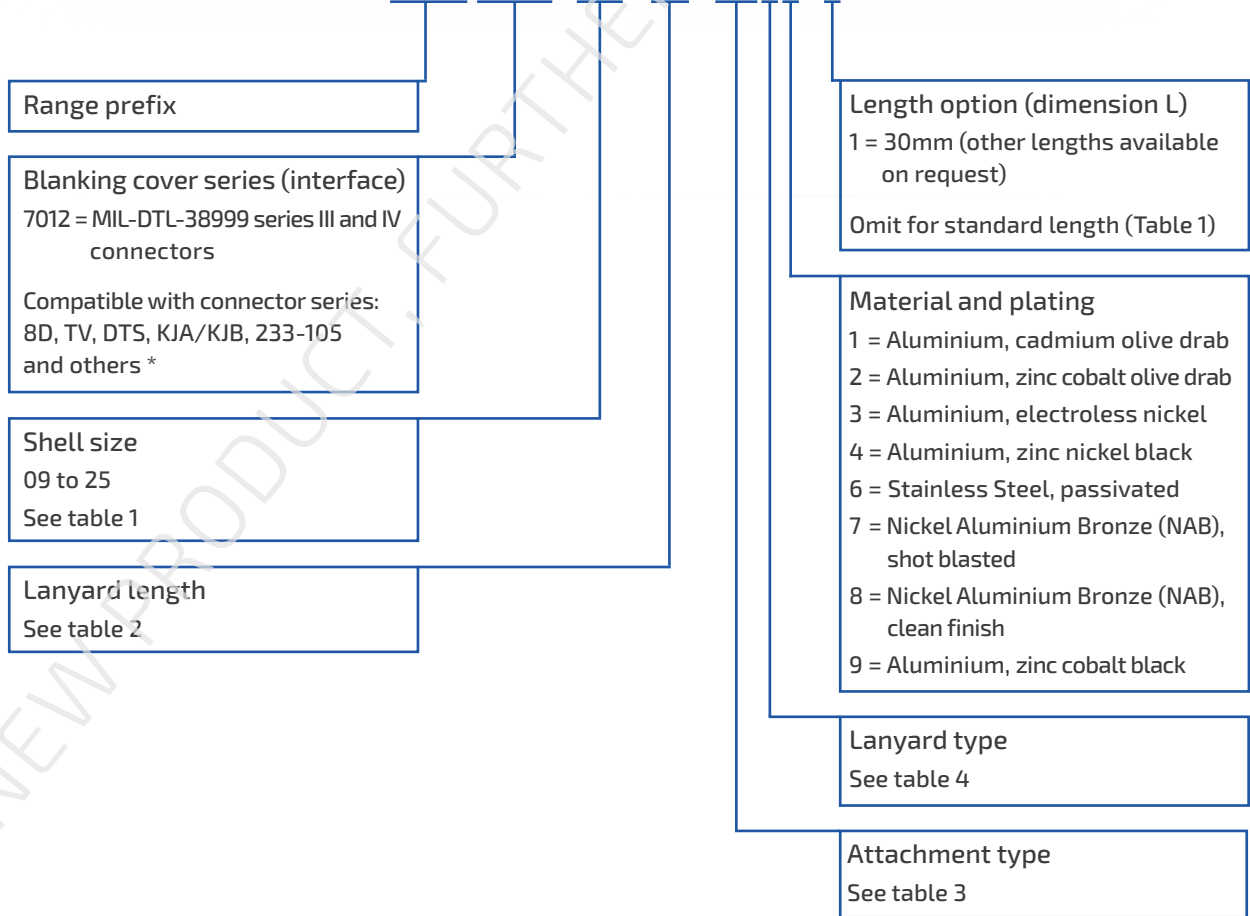 Range prefix
Blanking cover series (interface)
7012 = MIL-DTL-38999 series III and IV
connectors
Compatible with connector series:
8D, TV, DTS, KJA/KJB, 233-105
and others *
Shell size
09 to 25
See table 1
Lanyard length
See table 2
Length option (dimension L)
1 = 30mm (other lengths available
on request)
Omit for standard length (Table 1)
Material and plating
1 = Aluminium, cadmium olive drab
2 = Aluminium, zinc cobalt olive drab
3 = Aluminium, electroless nickel
4 = Aluminium, zinc nickel black
6 = Stainless Steel, passivated
7 = Nickel Aluminium Bronze (NAB),
shot blasted
8 = Nickel Aluminium Bronze (NAB),
clean finish
9 = Aluminium, zinc cobalt black
Lanyard type
See table 4
Attachment type
See table 3
NEW PRODUCT, FURTHE